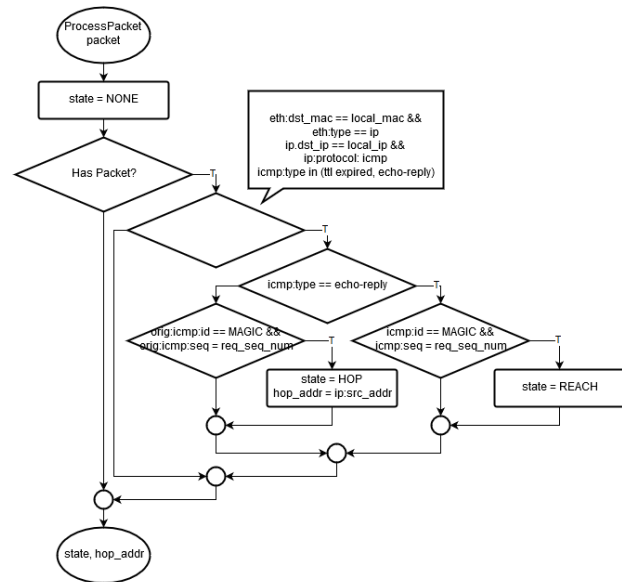 ProcessPacket
packet
state = NONE
eth:dst_mac == local_mac &&
eth:type == ip
ip.dst_ip == local_ip &&
ip:protocol: icmp
icmp:type in (ttl expired, echo-reply)
Has Packet?
T
T
icmp:type == echo-reply
T
orig:icmp:id == MAGIC &&
orig:icmp:seq = req_seq_num
T
icmp:id == MAGIC &&
icmp:seq = req_seq_num
T
state = HOP
hop_addr = ip:src_addr
state = REACH
state, hop_addr